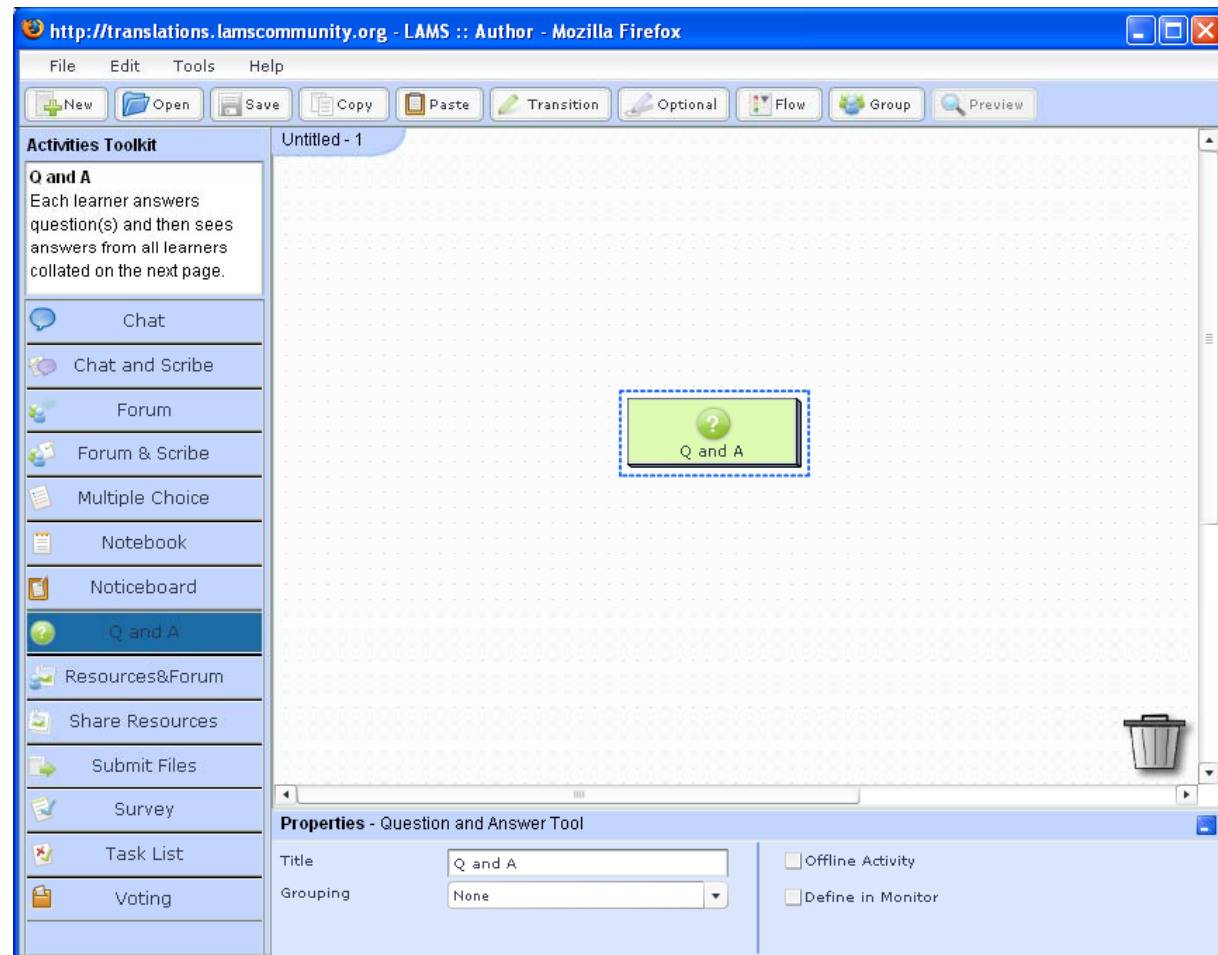 http://translations.lamscommunity.org - LAMS :: Author - Mozilla Firefox
File Edit Tools Help
New Open Save Copy Paste Transition Optional Flow Group Preview
Activities Toolkit
Q and A
Each learner answers
question(s) and then sees
answers from all learners
collated on the next page.
Chat
Chat and Scribe
Forum
Forum & Scribe
Multiple Choice
Notebook
Noticeboard
Q and A
Resources&Forum
Share Resources
Submit Files
Survey
Task List
Voting
Untitled - 1
? 
Q and A
Properties - Question and Answer Tool
Title Q and A
Grouping None
Offline Activity
Define in Monitor